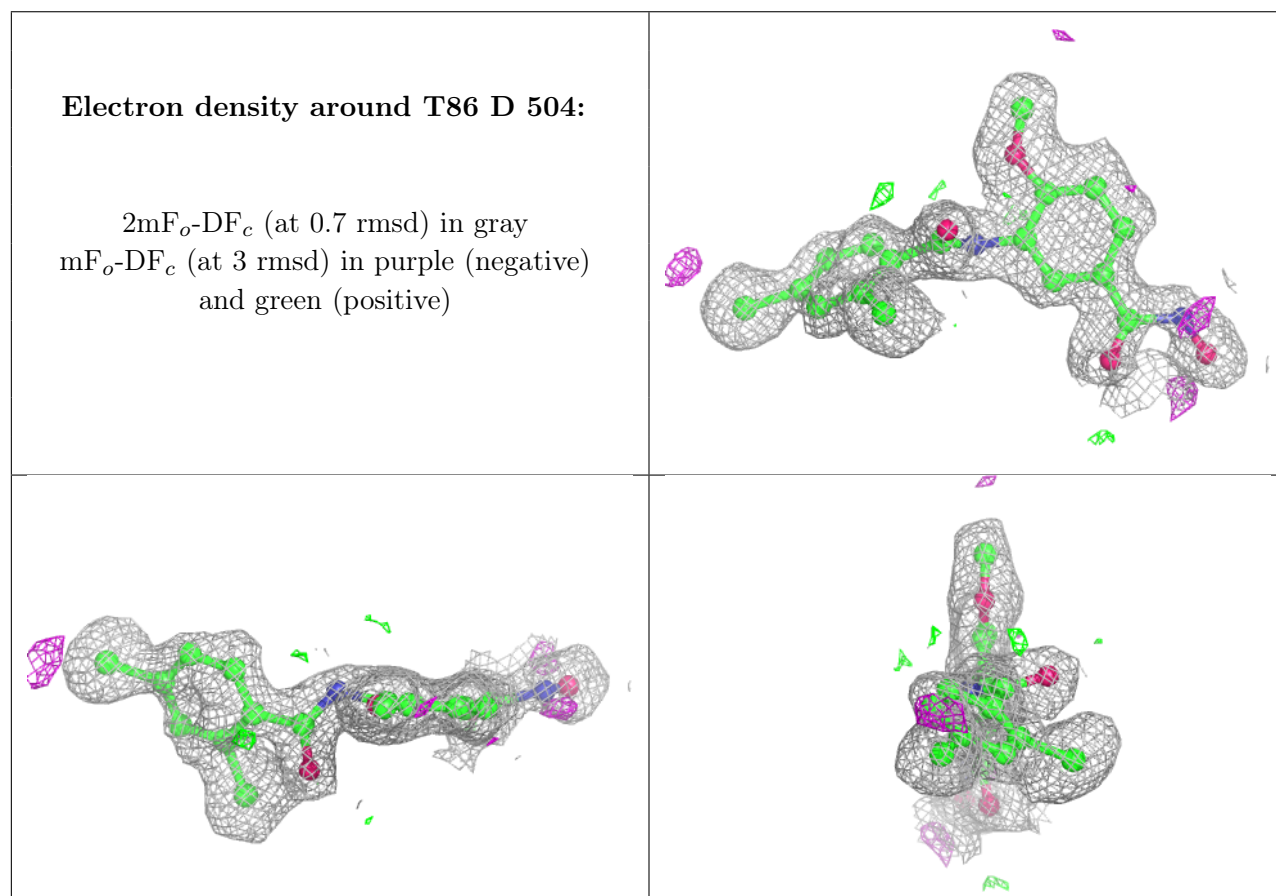 Electron density around T86 D 504:
2mFo-DFc (at 0.7 rmsd) in gray
mFo-DFc (at 3 rmsd) in purple (negative)
and green (positive)